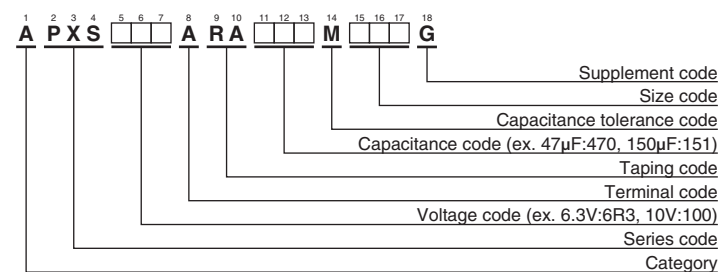 1 2 3 4 5 6 7 8 9 10 11 12 13 14 15 16 17 18
A PXS □□□ A RA □□□ M □□□ G
Supplement code
Size code
Capacitance tolerance code
Capacitance code (ex. 47μF:470, 150μF:151)
Taping code
Terminal code
Voltage code (ex. 6.3V:6R3, 10V:100)
Series code
Category